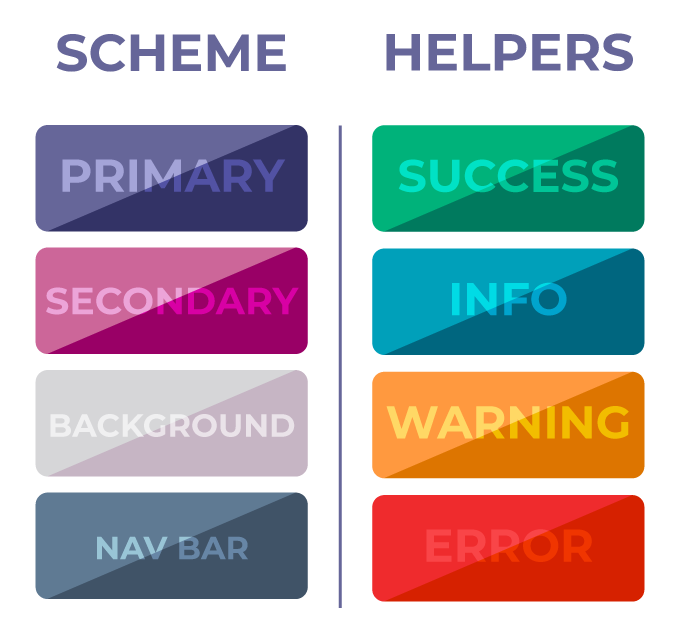 SCHEME
PRIMARY
SECONDARY
BACKGROUND
NAV BAR
HELPERS
SUCCESS
INFO
WARNING
ERROR